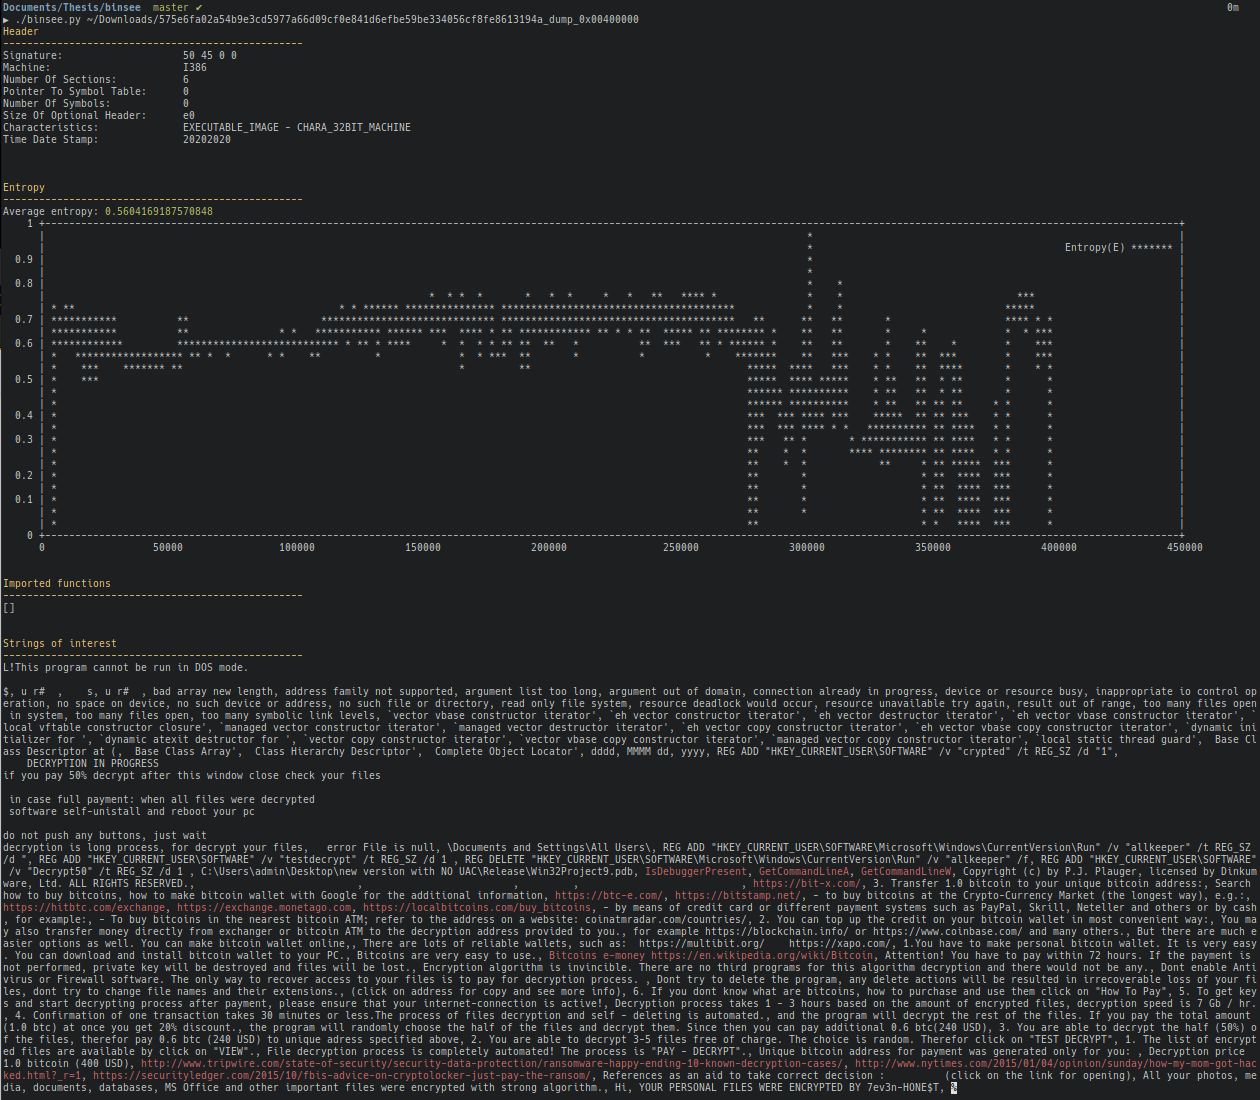 Documents/Thesis/binsee  master ✔ 0m
▶ ./binsee.py ~/Downloads/575e6fa02a54b9e3cd5977a66d09cf0e841d6efbe59be334056cf8fe8613194a_dump_0x00400000
Header
--------------------------------------------------
Signature: 50 45 0 0
Machine: I386
Number Of Sections: 6
Pointer To Symbol Table: 0
Number Of Symbols: 0
Size Of Optional Header: e0
Characteristics: EXECUTABLE_IMAGE - CHARA_32BIT_MACHINE
Time Date Stamp: 20202020
Entropy
--------------------------------------------------
Average entropy: 0.5604169187570848
1
Entropy(E) *******
0.9
0.8
0.7
0.6
0.5
0.4
0.3
0.2
0.1
0
0 50000 100000 150000 200000 250000 300000 350000 400000 450000
Imported functions
--------------------------------------------------
[]
Strings of interest
--------------------------------------------------
L!This program cannot be run in DOS mode.
$, u r#  ,    s, u r#  , bad array new length, address family not supported, argument list too long, argument out of domain, connection already in progress, device or resource busy, inappropriate io control op
eration, no space on device, no such device or address, no such file or directory, read only file system, resource deadlock would occur, resource unavailable try again, result out of range, too many files open
 in system, too many files open, too many symbolic link levels, `vector vbase constructor iterator', `eh vector constructor iterator', `eh vector destructor iterator', `eh vector vbase constructor iterator', `
local vftable constructor closure', `managed vector constructor iterator', `managed vector destructor iterator', `eh vector copy constructor iterator', `eh vector vbase copy constructor iterator', `dynamic ini
tializer for ', `dynamic atexit destructor for ', `vector copy constructor iterator', `vector vbase copy constructor iterator', `managed vector copy constructor iterator', `local static thread guard',  Base Cl
ass Descriptor at (,  Base Class Array',  Class Hierarchy Descriptor',  Complete Object Locator', dddd, MMMM dd, yyyy, REG ADD "HKEY_CURRENT_USER\SOFTWARE" /v "crypted" /t REG_SZ /d "1",
DECRYPTION IN PROGRESS
if you pay 50% decrypt after this window close check your files
in case full payment: when all files were decrypted
software self-unistall and reboot your pc
do not push any buttons, just wait
decryption is long process, for decrypt your files,   error File is null, \Documents and Settings\All Users\, REG ADD "HKEY_CURRENT_USER\SOFTWARE\Microsoft\Windows\CurrentVersion\Run" /v "allkeeper" /t REG_SZ
/d ", REG ADD "HKEY_CURRENT_USER\SOFTWARE" /v "testdecrypt" /t REG_SZ /d 1 , REG DELETE "HKEY_CURRENT_USER\SOFTWARE\Microsoft\Windows\CurrentVersion\Run" /v "allkeeper" /f, REG ADD "HKEY_CURRENT_USER\SOFTWARE"
 /v "Decrypt50" /t REG_SZ /d 1 , C:\Users\admin\Desktop\new version with NO UAC\Release\Win32Project9.pdb, IsDebuggerPresent, GetCommandLineA, GetCommandLineW, Copyright (c) by P.J. Plauger, licensed by Dinkum
ware, Ltd. ALL RIGHTS RESERVED., , , , , https://bit-x.com/, 3. Transfer 1.0 bitcoin to your unique bitcoin address:, Search
how to buy bitcoins, how to make bitcoin wallet with Google for the additional information, https://btc-e.com/, https://bitstamp.net/, - to buy bitcoins at the Crypto-Currency Market (the longest way), e.g.:,
https://hitbtc.com/exchange, https://exchange.monetago.com, https://localbitcoins.com/buy_bitcoins, - by means of credit card or different payment systems such as PayPal, Skrill, Neteller and others or by cash
, for example:, - To buy bitcoins in the nearest bitcoin ATM; refer to the address on a website: coinatmradar.com/countries/, 2. You can top up the credit on your bitcoin wallet in most convenient way:, You ma
y also transfer money directly from exchanger or bitcoin ATM to the decryption address provided to you., for example https://blockchain.info/ or https://www.coinbase.com/ and many others., But there are much e
asier options as well. You can make bitcoin wallet online,, There are lots of reliable wallets, such as:  https://multibit.org/    https://xapo.com/, 1.You have to make personal bitcoin wallet. It is very easy
. You can download and install bitcoin wallet to your PC., Bitcoins are very easy to use., Bitcoins e-money https://en.wikipedia.org/wiki/Bitcoin, Attention! You have to pay within 72 hours. If the payment is
not performed, private key will be destroyed and files will be lost., Encryption algorithm is invincible. There are no third programs for this algorithm decryption and there would not be any., Dont enable Anti
virus or Firewall software. The only way to recover access to your files is to pay for decryption process. , Dont try to delete the program, any delete actions will be resulted in irrecoverable loss of your fi
les, dont try to change file names and their extensions., (click on address for copy and see more info), 6. If you dont know what are bitcoins, how to purchase and use them click on "How To Pay", 5. To get key
s and start decrypting process after payment, please ensure that your internet-connection is active!, Decryption process takes 1 - 3 hours based on the amount of encrypted files, decryption speed is 7 Gb / hr.
, 4. Confirmation of one transaction takes 30 minutes or less.The process of files decryption and self - deleting is automated., and the program will decrypt the rest of the files. If you pay the total amount
(1.0 btc) at once you get 20% discount., the program will randomly choose the half of the files and decrypt them. Since then you can pay additional 0.6 btc(240 USD), 3. You are able to decrypt the half (50%) o
f the files, therefor pay 0.6 btc (240 USD) to unique adress specified above, 2. You are able to decrypt 3-5 files free of charge. The choice is random. Therefor click on "TEST DECRYPT", 1. The list of encrypt
ed files are available by click on "VIEW"., File decryption process is completely automated! The process is "PAY - DECRYPT"., Unique bitcoin address for payment was generated only for you: , Decryption price
1.0 bitcoin (400 USD), http://www.tripwire.com/state-of-security/security-data-protection/ransomware-happy-ending-10-known-decryption-cases/, http://www.nytimes.com/2015/01/04/opinion/sunday/how-my-mom-got-hac
ked.html?_r=1, https://securityledger.com/2015/10/fbis-advice-on-cryptolocker-just-pay-the-ransom/, References as an aid to take correct decision :          (click on the link for opening), All your photos, me
dia, documents, databases, MS Office and other important files were encrypted with strong algorithm., Hi, YOUR PERSONAL FILES WERE ENCRYPTED BY 7ev3n-HONE$T, %